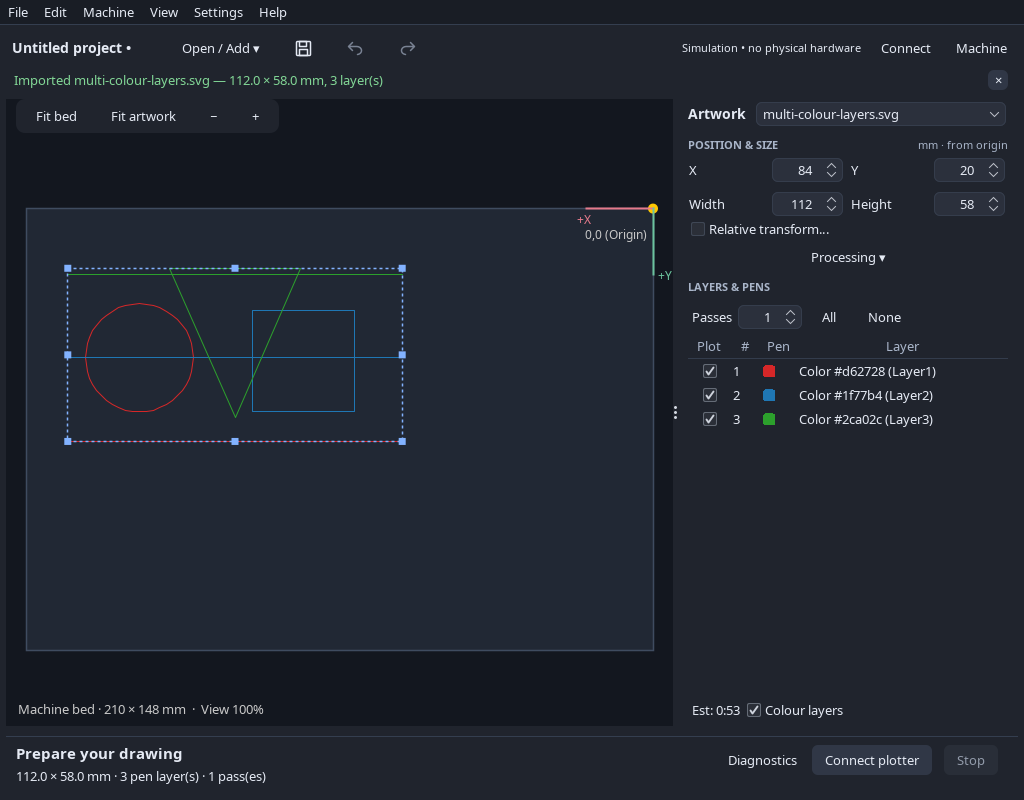 File Edit Machine View Settings Help
Untitled project • Open / Add ▾ Simulation • no physical hardware Connect Machine
Imported multi-colour-layers.svg — 112.0 × 58.0 mm, 3 layer(s) ×
Fit bed Fit artwork − +
+X
0,0 (Origin)
+Y
Machine bed · 210 × 148 mm · View 100%
Artwork multi-colour-layers.svg
POSITION & SIZE mm · from origin
X 84 Y 20
Width 112 Height 58
Relative transform...
Processing ▾
LAYERS & PENS
Passes 1 All None
Plot # Pen Layer
1 Color #d62728 (Layer1)
2 Color #1f77b4 (Layer2)
3 Color #2ca02c (Layer3)
Est: 0:53 Colour layers
Prepare your drawing
112.0 × 58.0 mm · 3 pen layer(s) · 1 pass(es)
Diagnostics Connect plotter Stop